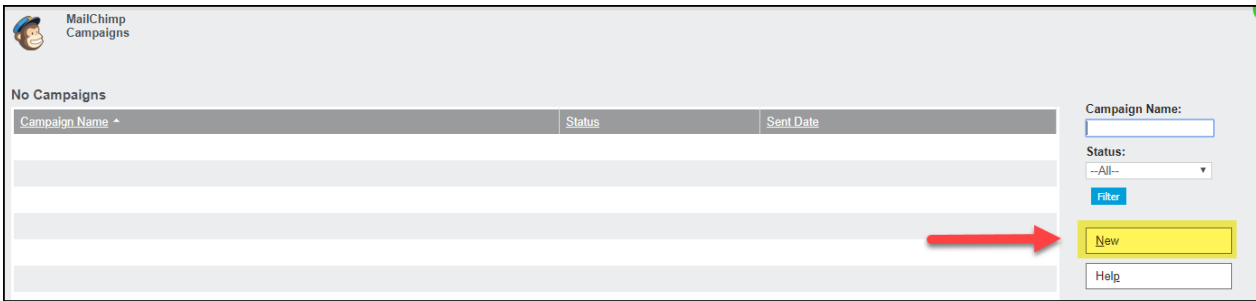 MailChimp
Campaigns
No Campaigns
Campaign Name
Status
Sent Date
Campaign Name:
Status:
--All--
Filter
New
Help